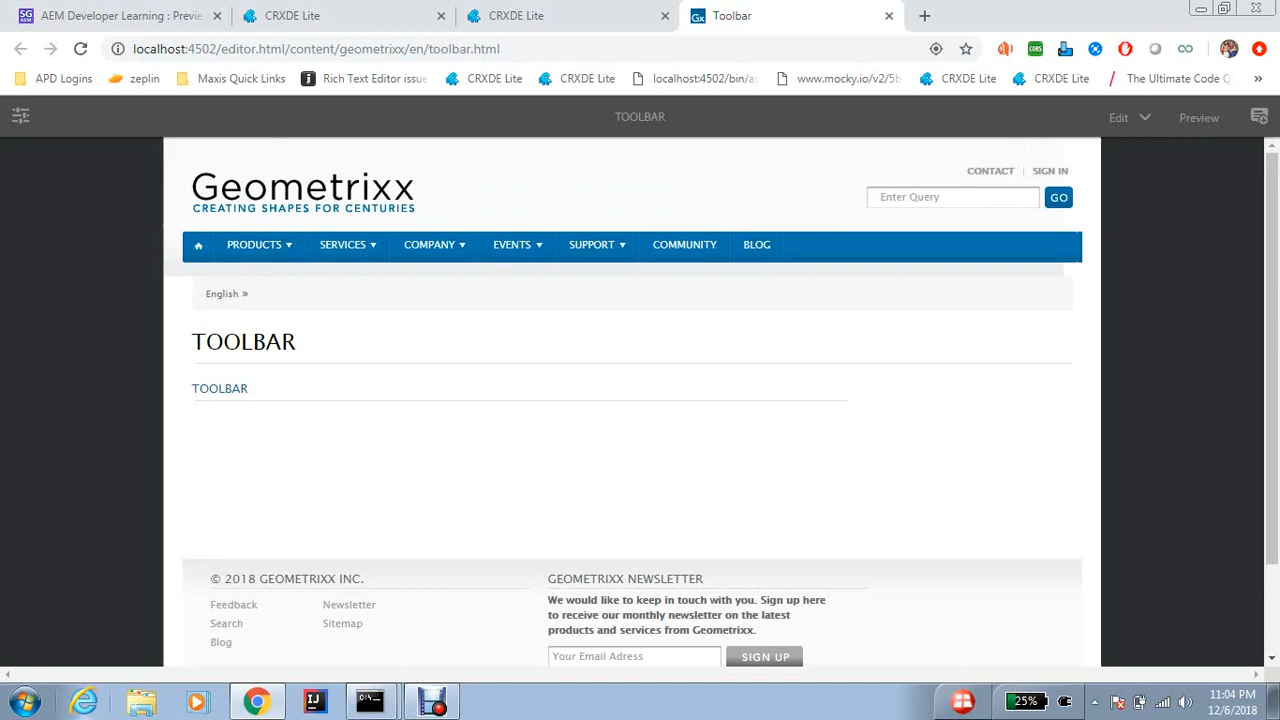 AEM Developer Learning : Previe
CRXDE Lite
CRXDE Lite
Toolbar
localhost:4502/editor.html/content/geometrixx/en/toolbar.html
APD Logins
zeplin
Maxis Quick Links
Rich Text Editor issue
CRXDE Lite
CRXDE Lite
localhost:4502/bin/a
www.mocky.io/v2/5b
CRXDE Lite
CRXDE Lite
The Ultimate Code
TOOLBAR
Edit
Preview
CONTACT | SIGN IN
Geometrixx
CREATING SHAPES FOR CENTURIES
Enter Query
GO
PRODUCTS
SERVICES
COMPANY
EVENTS
SUPPORT
COMMUNITY
BLOG
English »
TOOLBAR
TOOLBAR
© 2018 GEOMETRIXX INC.
Feedback
Newsletter
Search
Sitemap
Blog
GEOMETRIXX NEWSLETTER
We would like to keep in touch with you. Sign up here
to receive our monthly newsletter on the latest
products and services from Geometrixx.
Your Email Adress
SIGN UP
25%
11:04 PM
12/6/2018